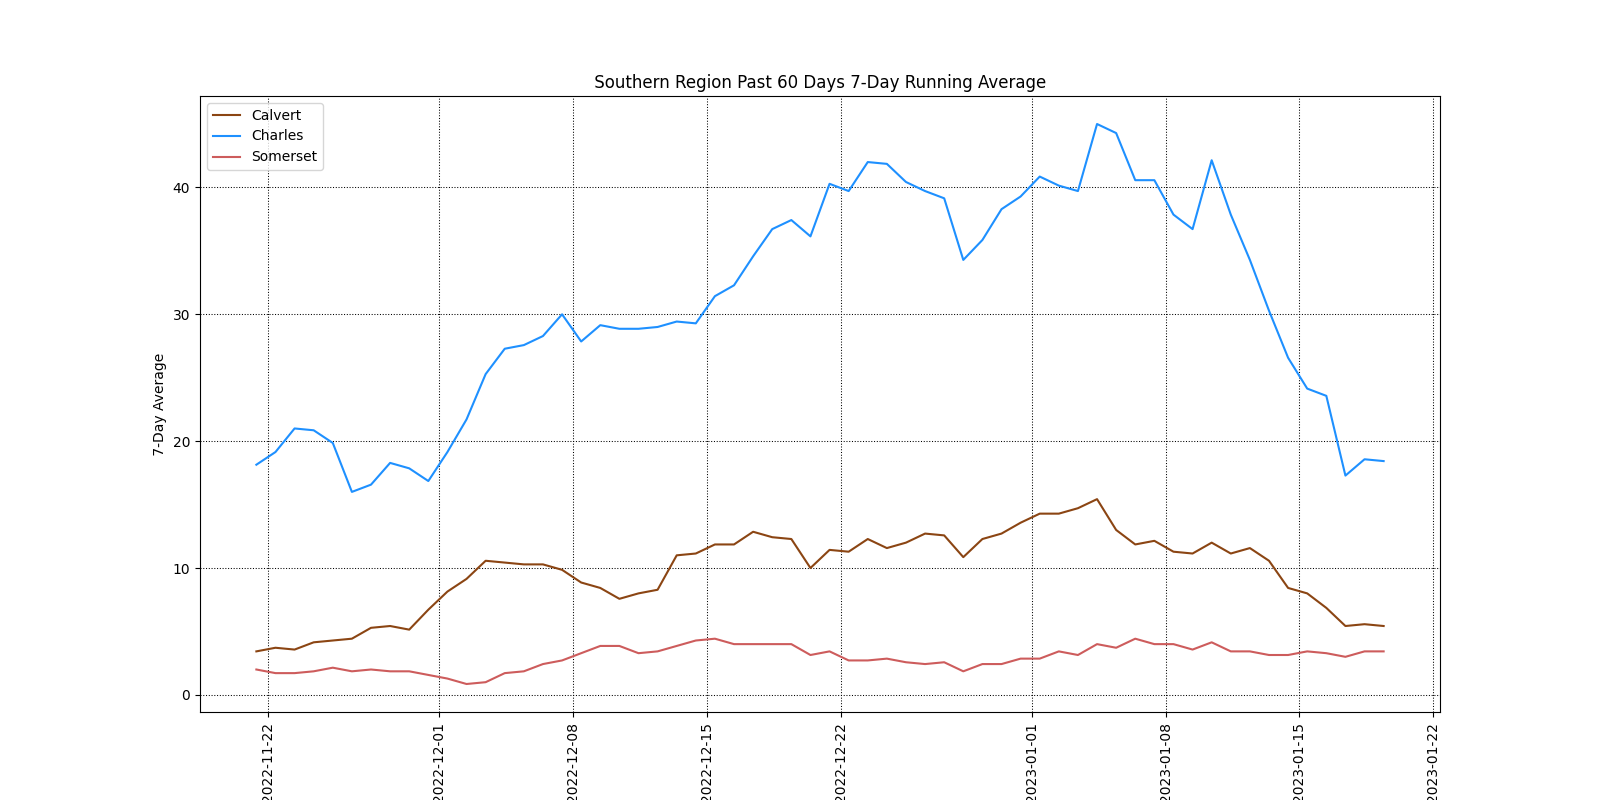 Southern Region Past 60 Days 7-Day Running Average
Calvert
Charles
Somerset
7-Day Average
40
30
20
10
0
2022-11-22
2022-12-01
2022-12-08
2022-12-15
2022-12-22
2023-01-01
2023-01-08
2023-01-15
2023-01-22